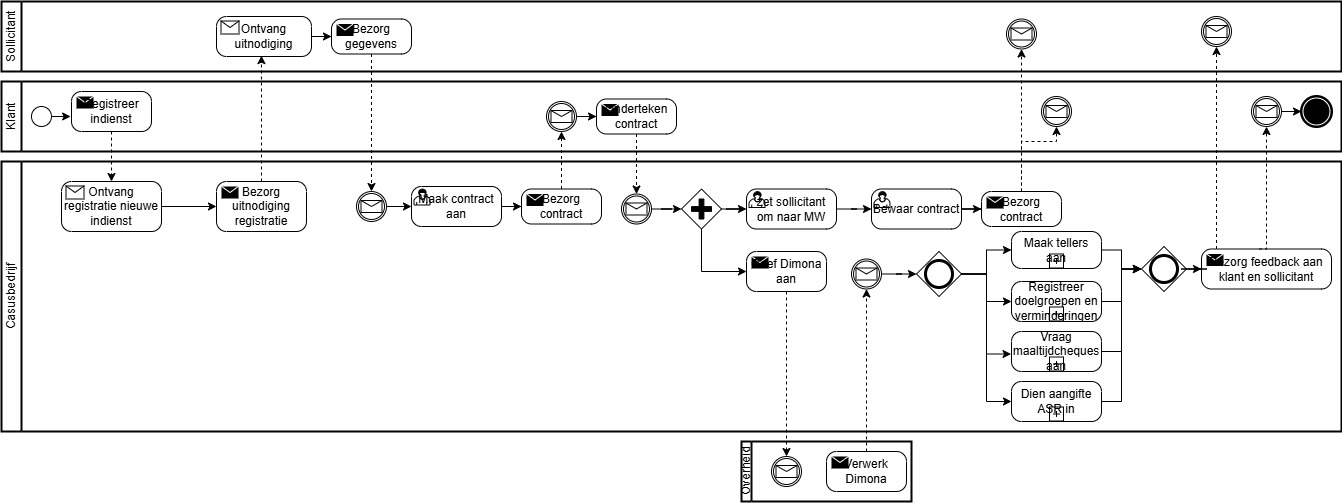 Sollicitant
Ontvang
uitnodiging
Bezorg
gegevens
Klant
Registreer
indienst
Onderteken
contract
Casusbedrijf
Ontvang
registratie nieuwe
indienst
Bezorg
uitnodiging
registratie
Maak contract
aan
Bezorg
contract
Zet sollicitant
om naar MW
Bewaar contract
Bezorg
contract
Geef Dimona
aan
Maak tellers
aan
Registreer
doelgroepen en
verminderingen
Vraag
maaltijdcheques
aan
Dien aangifte
ASR in
Bezorg feedback aan
klant en sollicitant
Overheid
Verwerk
Dimona